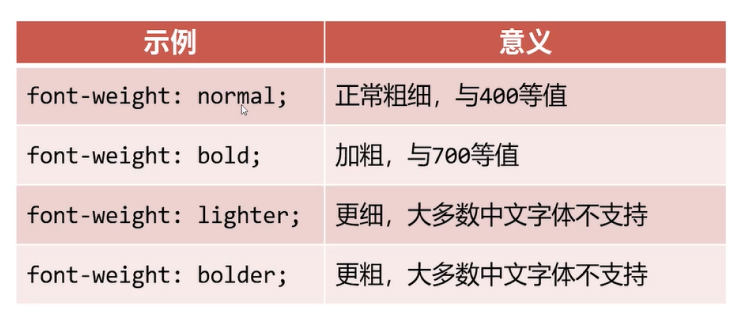 示例 意义
font-weight: normal; 正常粗细，与400等值
font-weight: bold; 加粗，与700等值
font-weight: lighter; 更细，大多数中文字体不支持
font-weight: bolder; 更粗，大多数中文字体不支持